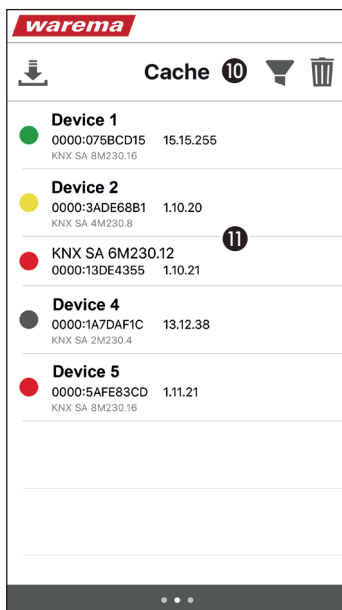 warema
Cache 10
Device 1
0000:075BCD15 15.15.255
KNX SA 8M230.16
Device 2
0000:3ADE68B1 1.10.20
KNX SA 4M230.8
11
KNX SA 6M230.12
0000:13DE4355 1.10.21
Device 4
0000:1A7DAF1C 13.12.38
KNX SA 2M230.4
Device 5
0000:5AFE83CD 1.11.21
KNX SA 8M230.16